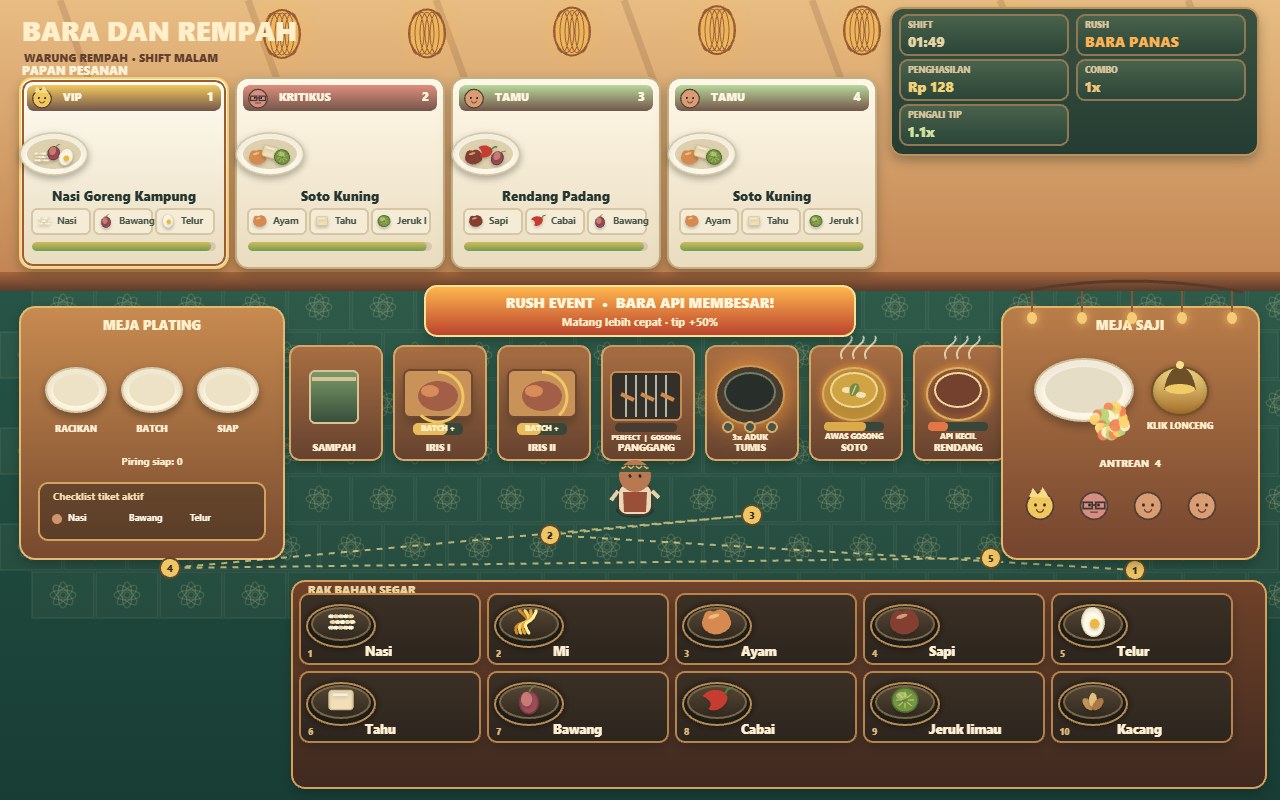 BARA DAN REMPAH
WARUNG REMPAH • SHIFT MALAM
PAPAN PESANAN
VIP 1
Nasi Goreng Kampung
Nasi Bawang Telur
KRITIKUS 2
Soto Kuning
Ayam Tahu Jeruk l
TAMU 3
Rendang Padang
Sapi Cabai Bawang
TAMU 4
Soto Kuning
Ayam Tahu Jeruk l
SHIFT
01:49
RUSH
BARA PANAS
PENGHASILAN
Rp 128
COMBO
1x
PENGALI TIP
1.1x
RUSH EVENT • BARA API MEMBESAR!
Matang lebih cepat - tip +50%
MEJA PLATING
RACIKAN BATCH SIAP
Piring siap: 0
Checklist tiket aktif
Nasi Bawang Telur
SAMPAH
BATCH +
IRIS I
BATCH +
IRIS II
PERFECT | GOSONG
PANGGANG
3x ADUK
TUMIS
AWAS GOSONG
SOTO
API KECIL
RENDANG
MEJA SAJI
KLIK LONCENG
ANTREAN 4
3
2
4
5
1
RAK BAHAN SEGAR
1 Nasi
2 Mi
3 Ayam
4 Sapi
5 Telur
6 Tahu
7 Bawang
8 Cabai
9 Jeruk limau
10 Kacang